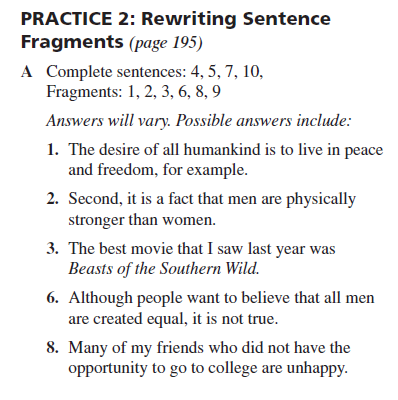 PRACTICE 2: Rewriting Sentence
Fragments (page 195)
A Complete sentences: 4, 5, 7, 10,
Fragments: 1, 2, 3, 6, 8, 9
Answers will vary. Possible answers include:
1. The desire of all humankind is to live in peace
and freedom, for example.
2. Second, it is a fact that men are physically
stronger than women.
3. The best movie that I saw last year was
Beasts of the Southern Wild.
6. Although people want to believe that all men
are created equal, it is not true.
8. Many of my friends who did not have the
opportunity to go to college are unhappy.